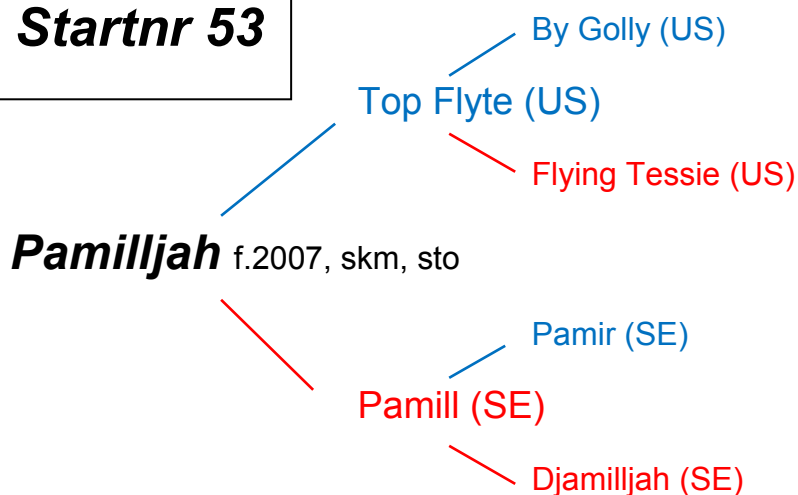 Startnr 53
By Golly (US)
Top Flyte (US)
Flying Tessie (US)
Pamilljah f.2007, skm, sto
Pamir (SE)
Pamill (SE)
Djamilljah (SE)